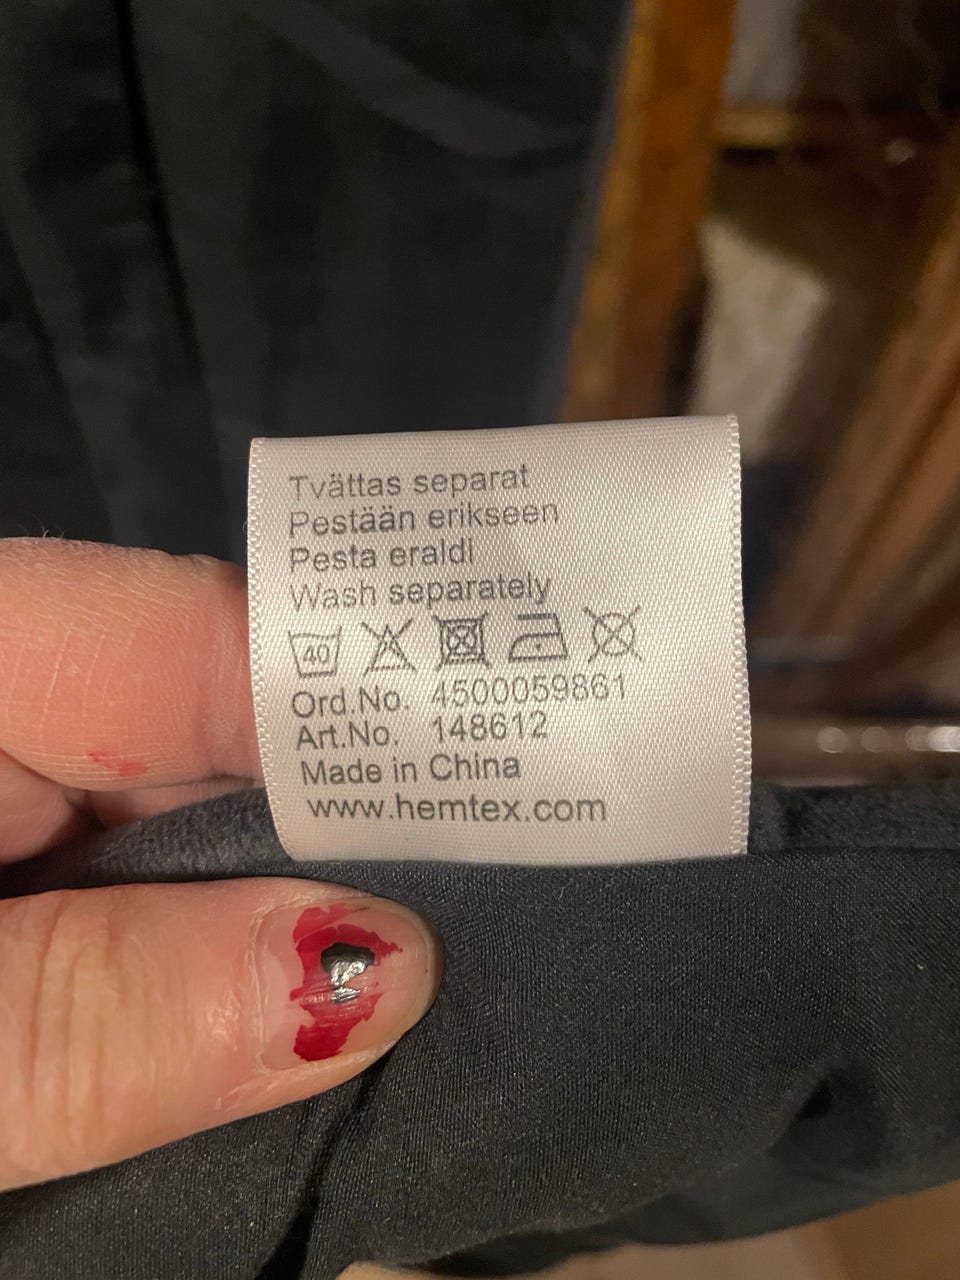 Tvättas separat
Pestään erikseen
Pesta eraldi
Wash separately
40
Ord.No. 4500059861
Art.No. 148612
Made in China
www.hemtex.com